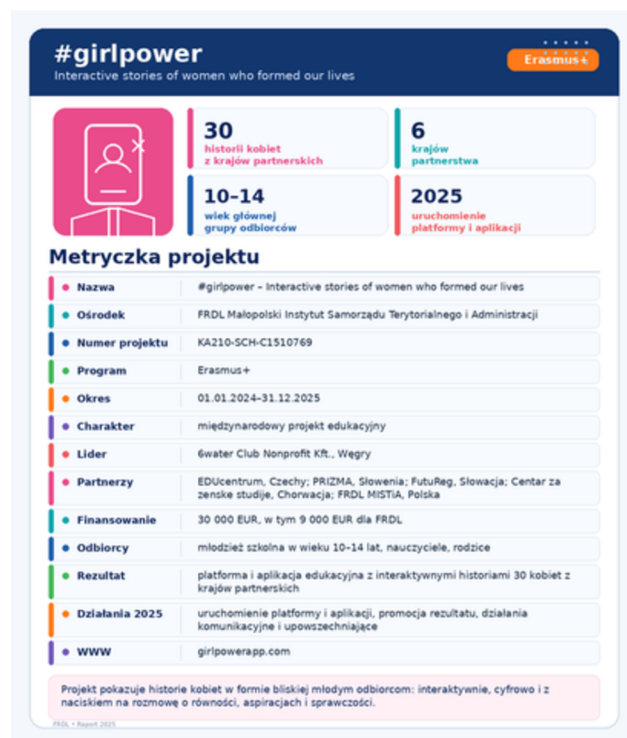 #girlpower
Interactive stories of women who formed our lives
Erasmus+
30
historii kobiet
z krajów partnerskich
6
krajów
partnerstwa
10–14
wiek głównej
grupy odbiorców
2025
uruchomienie
platformy i aplikacji
Metryczka projektu
Nazwa #girlpower – Interactive stories of women who formed our lives
Ośrodek FRDL Małopolski Instytut Samorządu Terytorialnego i Administracji
Numer projektu KA210-SCH-C1510769
Program Erasmus+
Okres 01.01.2024–31.12.2025
Charakter międzynarodowy projekt edukacyjny
Lider 6water Club Nonprofit Kft., Węgry
Partnerzy EDUcentrum, Czechy; PRIZMA, Słowenia; FutuReg, Słowacja; Centar za
zenske studije, Chorwacja; FRDL MISTiA, Polska
Finansowanie 30 000 EUR, w tym 9 000 EUR dla FRDL
Odbiorcy młodzież szkolna w wieku 10–14 lat, nauczyciele, rodzice
Rezultat platforma i aplikacja edukacyjna z interaktywnymi historiami 30 kobiet z
krajów partnerskich
Działania 2025 uruchomienie platformy i aplikacji, promocja rezultatu, działania
komunikacyjne i upowszechniające
WWW girlpowerapp.com
Projekt pokazuje historie kobiet w formie bliskiej młodym odbiorcom: interaktywnie, cyfrowo i z
naciskiem na rozmowę o równości, aspiracjach i sprawczości.
FRDL • Report 2025